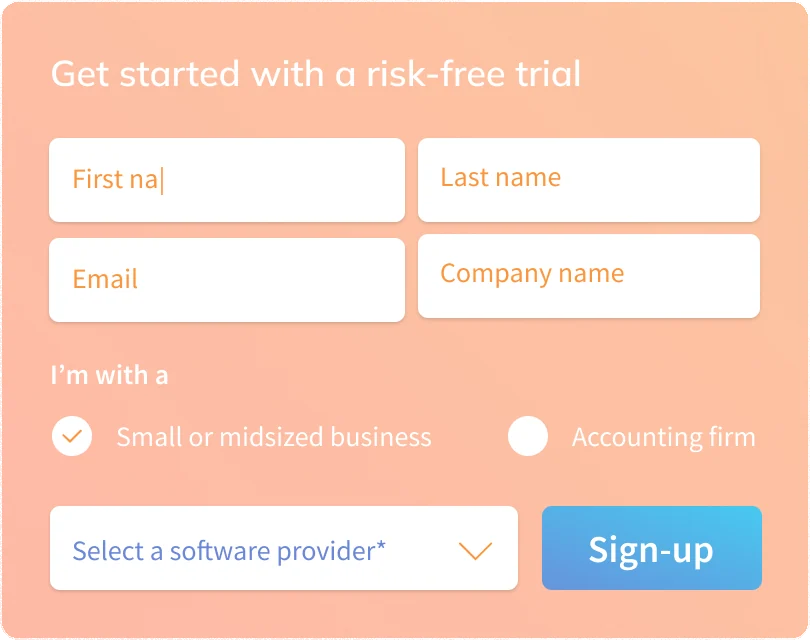 Get started with a risk-free trial
First na
Last name
Email
Company name
I’m with a
Small or midsized business
Accounting firm
Select a software provider*
Sign-up